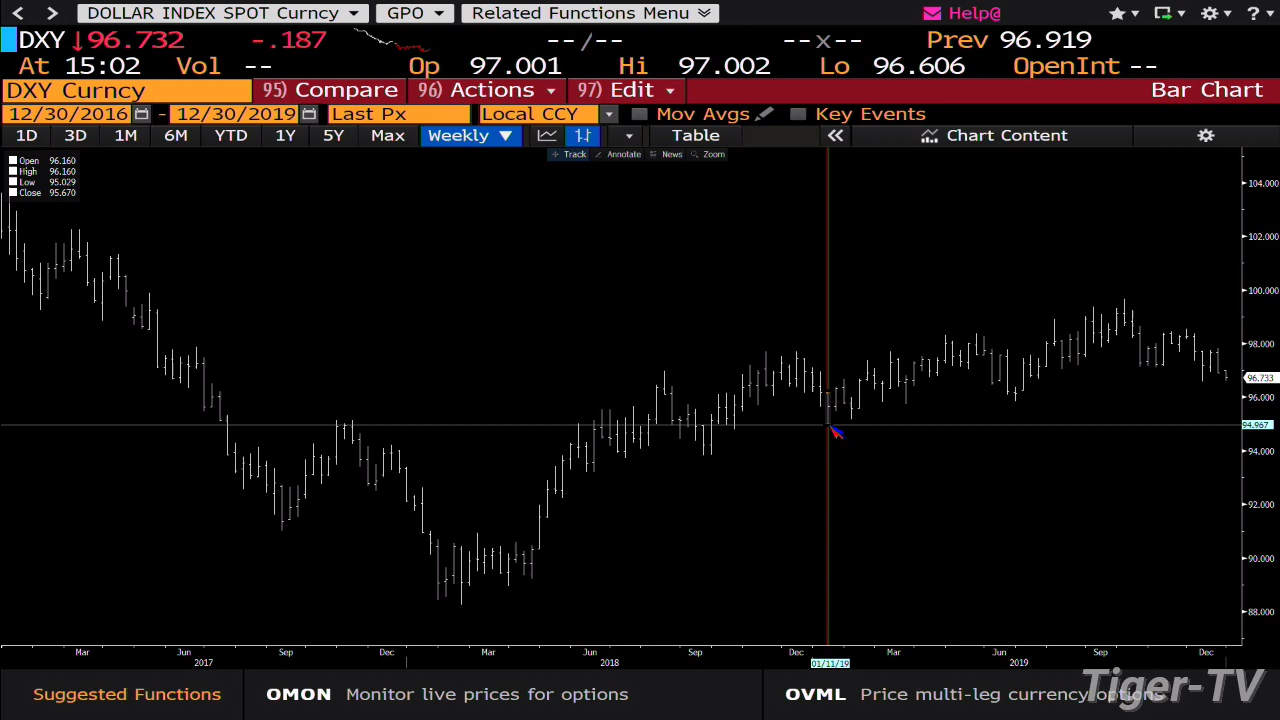 DOLLAR INDEX SPOT Curncy GPO Related Functions Menu Help@ ?
DXY ↓96.732 -.187 --/-- --x-- Prev 96.919
At 15:02 Vol -- Op 97.001 Hi 97.002 Lo 96.606 OpenInt --
DXY Curncy 95) Compare 96) Actions 97) Edit Bar Chart
12/30/2016 - 12/30/2019 Last Px Local CCY Mov Avgs Key Events
1D 3D 1M 6M YTD 1Y 5Y Max Weekly ▼ Table « Chart Content
Track Annotate News Zoom
Open 96.160
High 96.160
Low 95.029
Close 95.670
104.000
102.000
100.000
98.000
96.733
96.000
94.967
94.000
92.000
90.000
88.000
Mar Jun Sep Dec Mar Jun Sep Dec Mar Jun Sep Dec
2017 2018 01/11/19 2019
Suggested Functions OMON Monitor live prices for options OVML Price multi-leg currency options
Tiger-TV